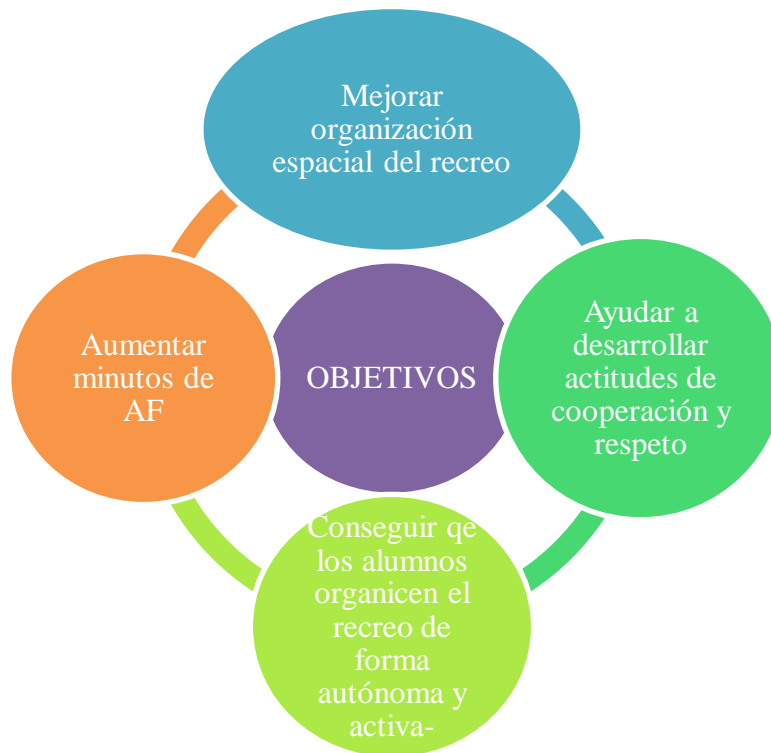 Mejorar
organización
espacial del recreo
Aumentar
minutos de
AF
OBJETIVOS
Ayudar a
desarrollar
actitudes de
cooperación y
respeto
Conseguir qe
los alumnos
organicen el
recreo de
forma
autónoma y
activa-